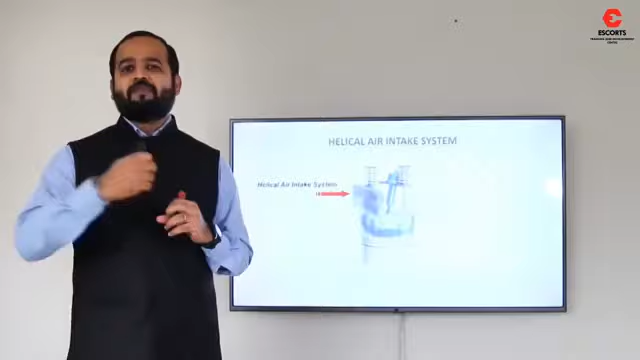 ESCORTS
HELICAL AIR INTAKE SYSTEM
Helical Air Intake System